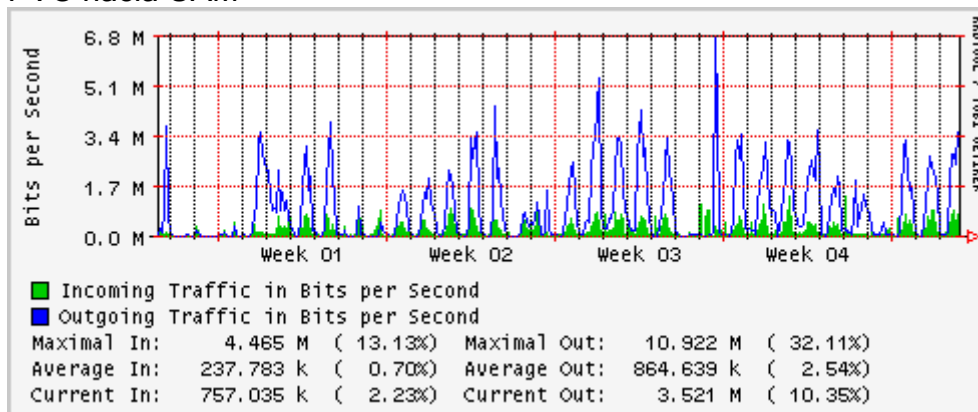 6.8 M
5.1 M
3.4 M
1.7 M
0.0 M
Bits per Second
Week 01 Week 02 Week 03 Week 04
Incoming Traffic in Bits per Second
Outgoing Traffic in Bits per Second
Maximal In: 4.465 M ( 13.13%) Maximal Out: 10.922 M ( 32.11%)
Average In: 237.783 k ( 0.70%) Average Out: 864.639 k ( 2.54%)
Current In: 757.035 k ( 2.23%) Current Out: 3.521 M ( 10.35%)